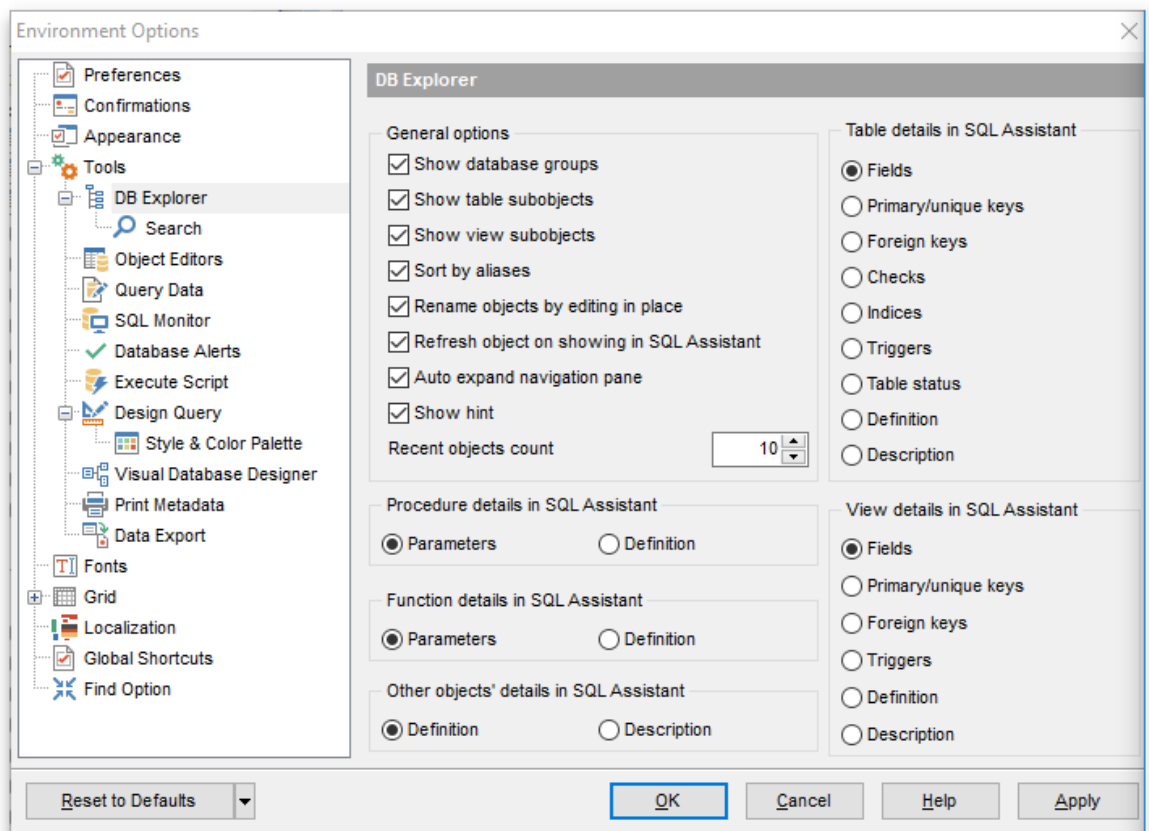 Environment Options
Preferences
Confirmations
Appearance
Tools
DB Explorer
Search
Object Editors
Query Data
SQL Monitor
Database Alerts
Execute Script
Design Query
Style & Color Palette
Visual Database Designer
Print Metadata
Data Export
Fonts
Grid
Localization
Global Shortcuts
Find Option
DB Explorer
General options
Show database groups
Show table subobjects
Show view subobjects
Sort by aliases
Rename objects by editing in place
Refresh object on showing in SQL Assistant
Auto expand navigation pane
Show hint
Recent objects count 10
Procedure details in SQL Assistant
Parameters Definition
Function details in SQL Assistant
Parameters Definition
Other objects' details in SQL Assistant
Definition Description
Table details in SQL Assistant
Fields
Primary/unique keys
Foreign keys
Checks
Indices
Triggers
Table status
Definition
Description
View details in SQL Assistant
Fields
Primary/unique keys
Foreign keys
Triggers
Definition
Description
Reset to Defaults OK Cancel Help Apply